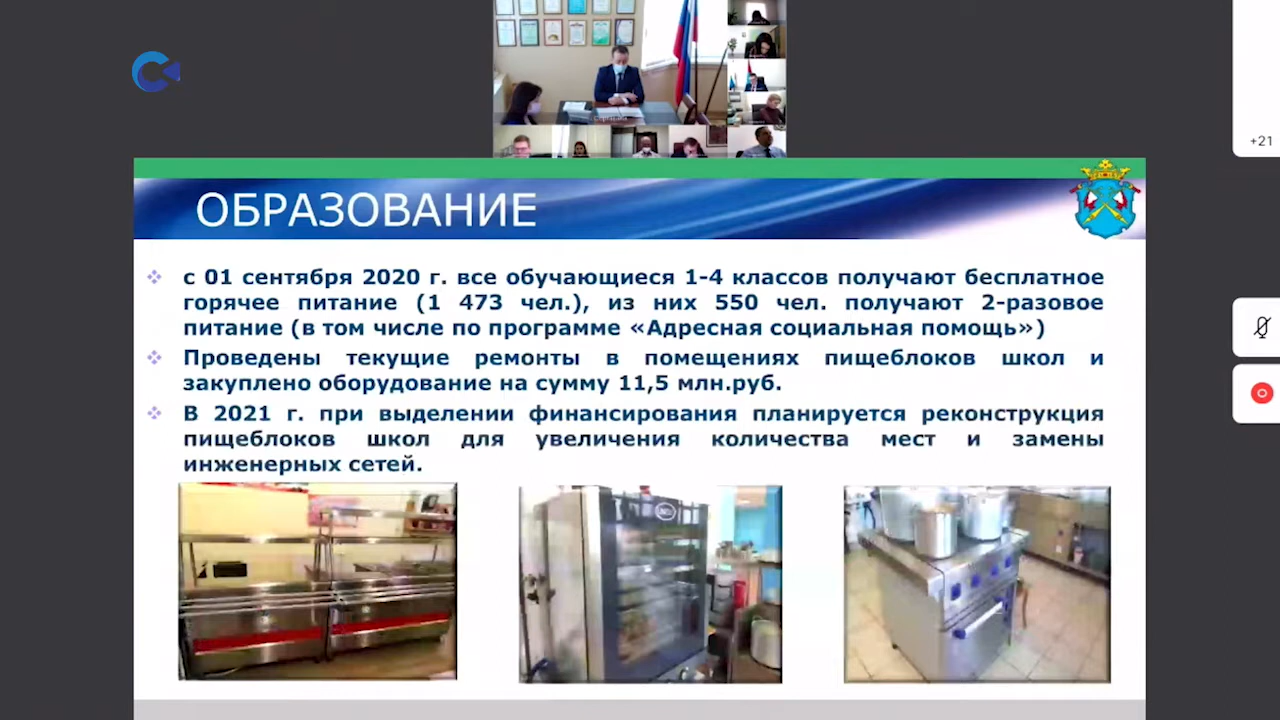 +21
ОБРАЗОВАНИЕ
с 01 сентября 2020 г. все обучающиеся 1-4 классов получают бесплатное
горячее питание (1 473 чел.), из них 550 чел. получают 2-разовое
питание (в том числе по программе «Адресная социальная помощь»)
Проведены текущие ремонты в помещениях пищеблоков школ и
закуплено оборудование на сумму 11,5 млн.руб.
В 2021 г. при выделении финансирования планируется реконструкция
пищеблоков школ для увеличения количества мест и замены
инженерных сетей.